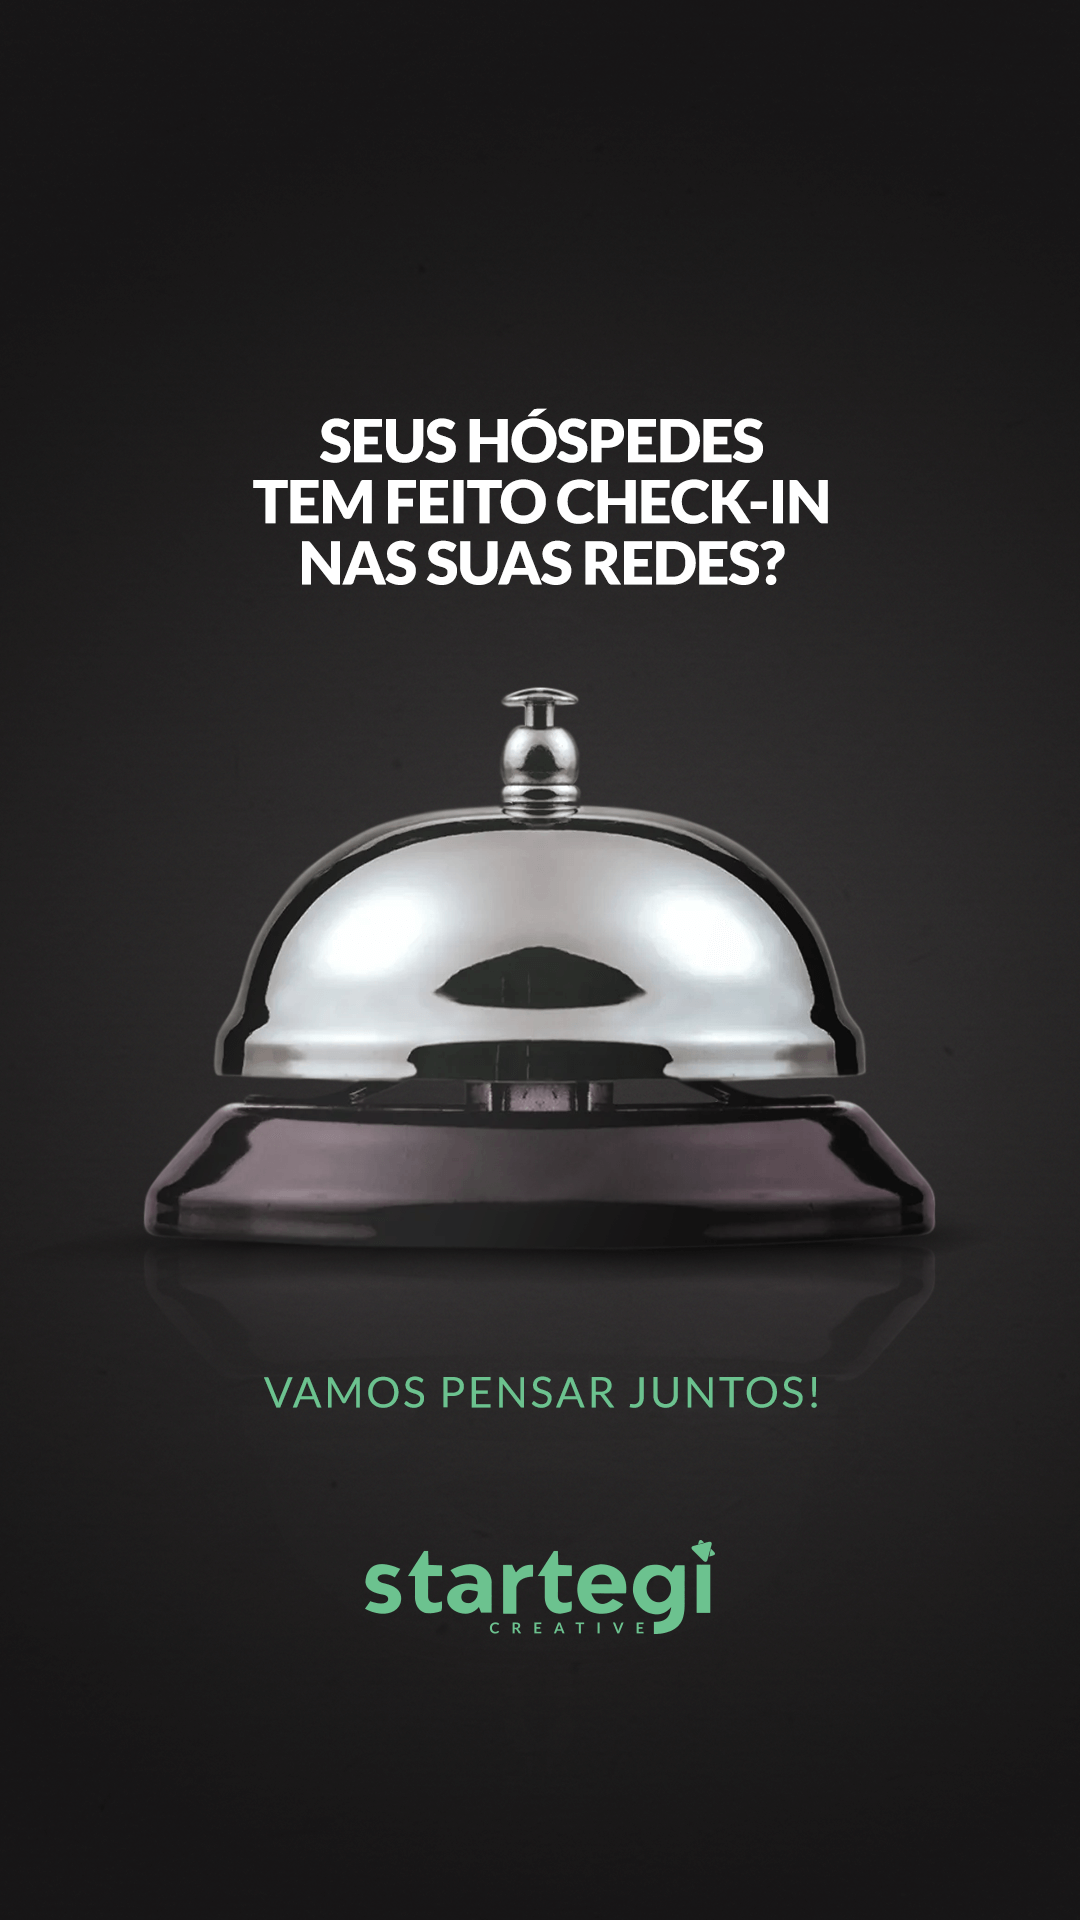 SEUS HÓSPEDES
TEM FEITO CHECK-IN
NAS SUAS REDES?
VAMOS PENSAR JUNTOS!
startegi
CREATIVE